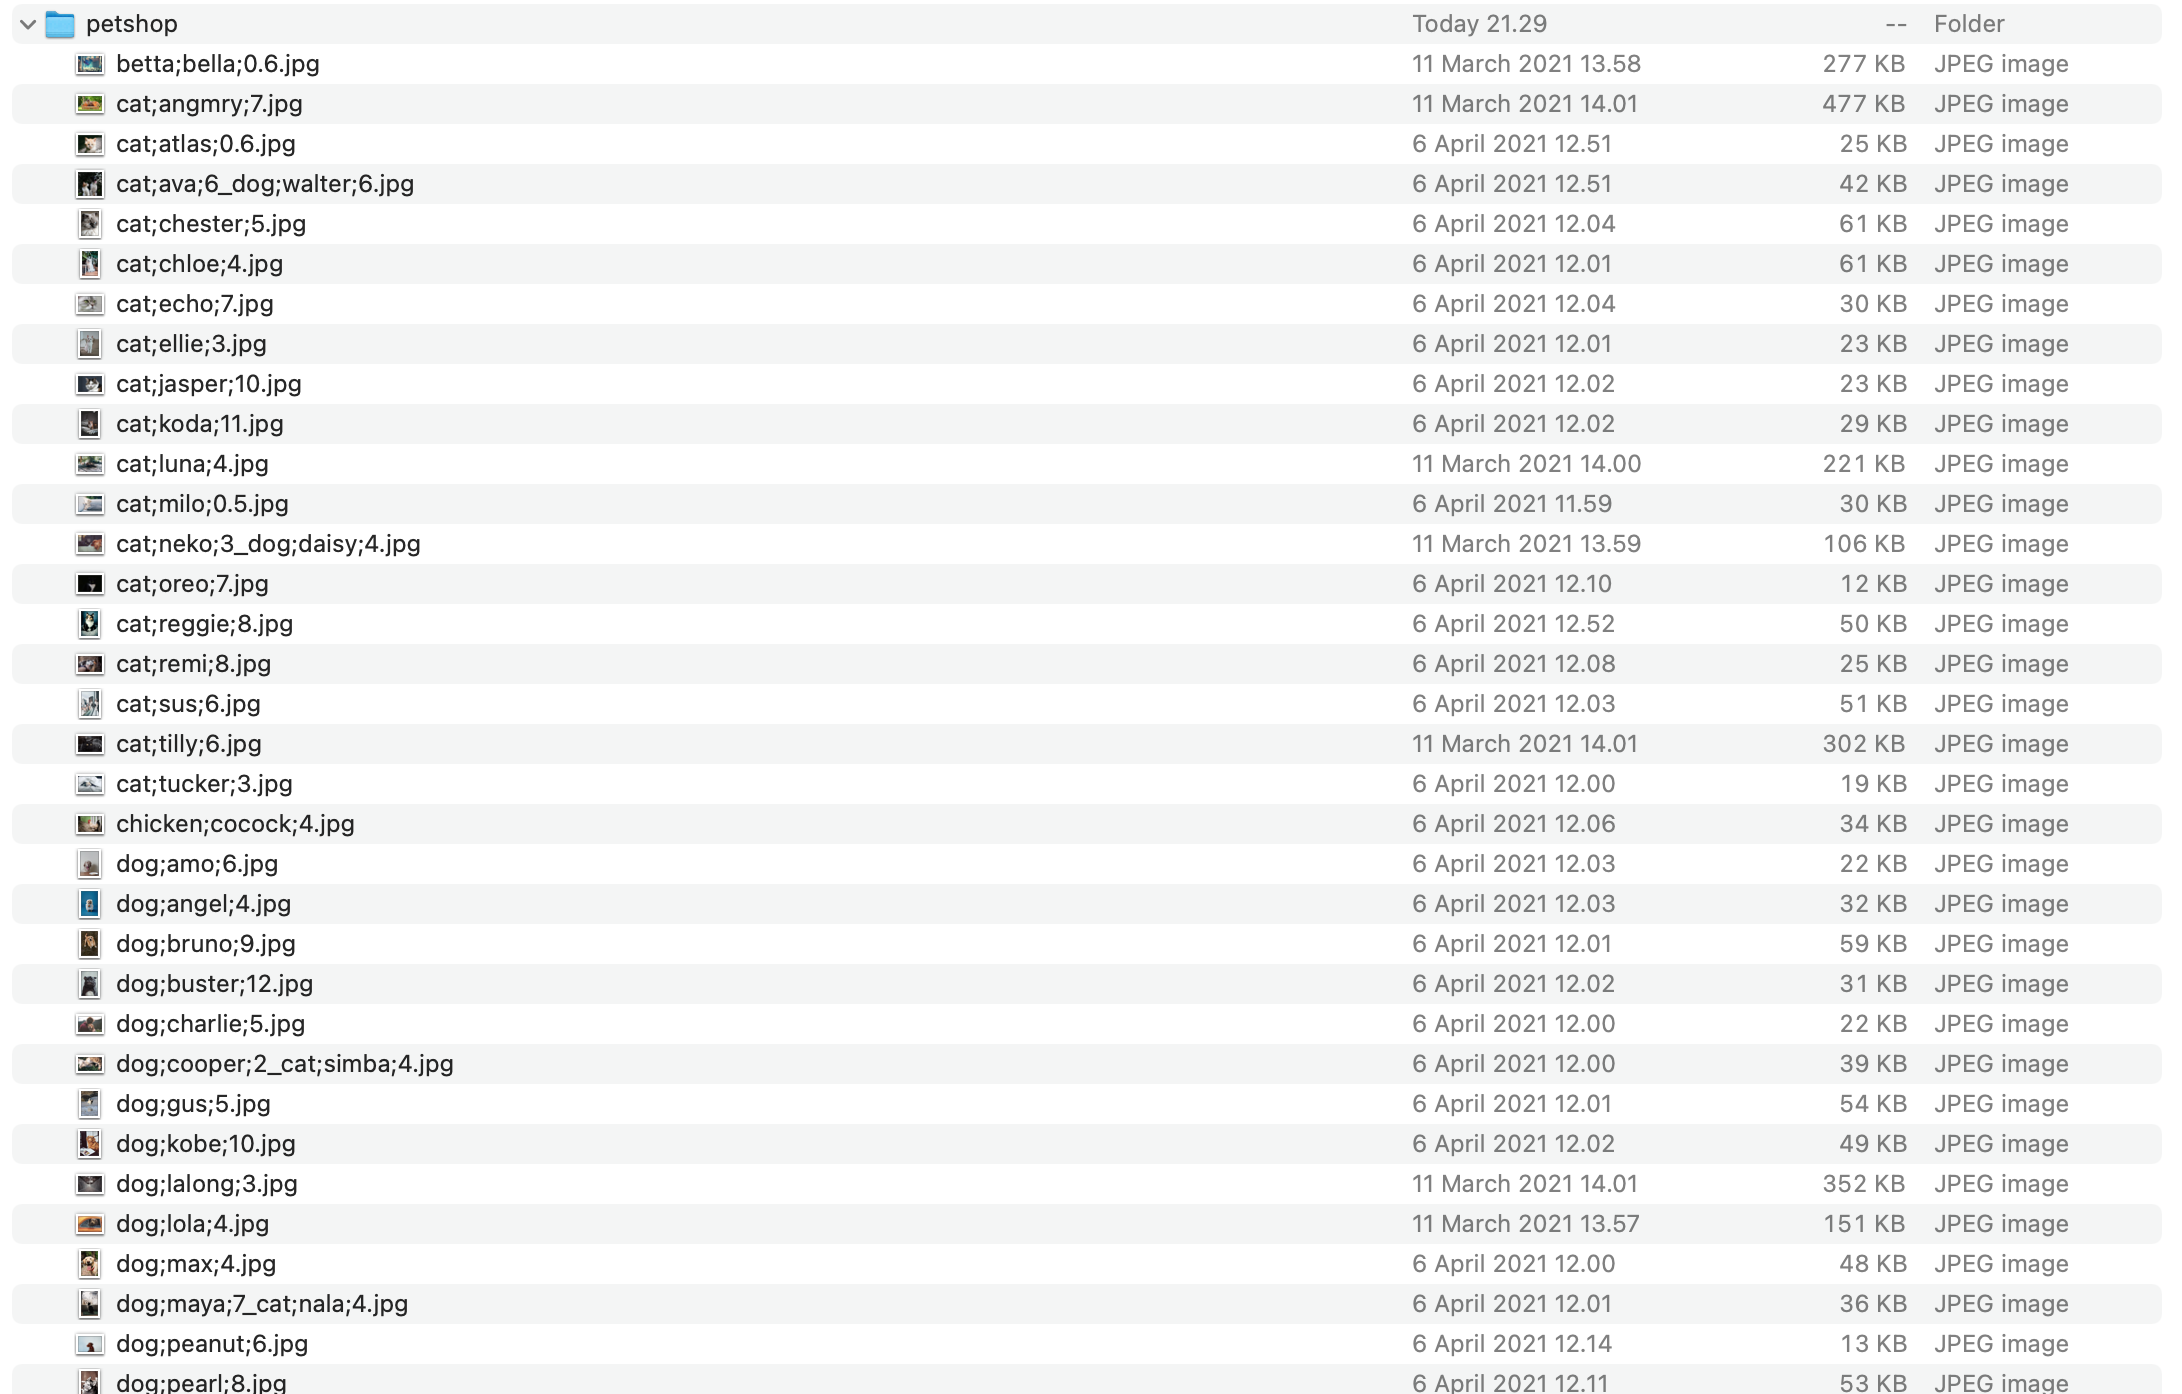 petshop Today 21.29 -- Folder
betta;bella;0.6.jpg 11 March 2021 13.58 277 KB JPEG image
cat;angmry;7.jpg 11 March 2021 14.01 477 KB JPEG image
cat;atlas;0.6.jpg 6 April 2021 12.51 25 KB JPEG image
cat;ava;6_dog;walter;6.jpg 6 April 2021 12.51 42 KB JPEG image
cat;chester;5.jpg 6 April 2021 12.04 61 KB JPEG image
cat;chloe;4.jpg 6 April 2021 12.01 61 KB JPEG image
cat;echo;7.jpg 6 April 2021 12.04 30 KB JPEG image
cat;ellie;3.jpg 6 April 2021 12.01 23 KB JPEG image
cat;jasper;10.jpg 6 April 2021 12.02 23 KB JPEG image
cat;koda;11.jpg 6 April 2021 12.02 29 KB JPEG image
cat;luna;4.jpg 11 March 2021 14.00 221 KB JPEG image
cat;milo;0.5.jpg 6 April 2021 11.59 30 KB JPEG image
cat;neko;3_dog;daisy;4.jpg 11 March 2021 13.59 106 KB JPEG image
cat;oreo;7.jpg 6 April 2021 12.10 12 KB JPEG image
cat;reggie;8.jpg 6 April 2021 12.52 50 KB JPEG image
cat;remi;8.jpg 6 April 2021 12.08 25 KB JPEG image
cat;sus;6.jpg 6 April 2021 12.03 51 KB JPEG image
cat;tilly;6.jpg 11 March 2021 14.01 302 KB JPEG image
cat;tucker;3.jpg 6 April 2021 12.00 19 KB JPEG image
chicken;cocock;4.jpg 6 April 2021 12.06 34 KB JPEG image
dog;amo;6.jpg 6 April 2021 12.03 22 KB JPEG image
dog;angel;4.jpg 6 April 2021 12.03 32 KB JPEG image
dog;bruno;9.jpg 6 April 2021 12.01 59 KB JPEG image
dog;buster;12.jpg 6 April 2021 12.02 31 KB JPEG image
dog;charlie;5.jpg 6 April 2021 12.00 22 KB JPEG image
dog;cooper;2_cat;simba;4.jpg 6 April 2021 12.00 39 KB JPEG image
dog;gus;5.jpg 6 April 2021 12.01 54 KB JPEG image
dog;kobe;10.jpg 6 April 2021 12.02 49 KB JPEG image
dog;lalong;3.jpg 11 March 2021 14.01 352 KB JPEG image
dog;lola;4.jpg 11 March 2021 13.57 151 KB JPEG image
dog;max;4.jpg 6 April 2021 12.00 48 KB JPEG image
dog;maya;7_cat;nala;4.jpg 6 April 2021 12.01 36 KB JPEG image
dog;peanut;6.jpg 6 April 2021 12.14 13 KB JPEG image
dog;pearl;8.jpg 6 April 2021 12.11 53 KB JPEG image